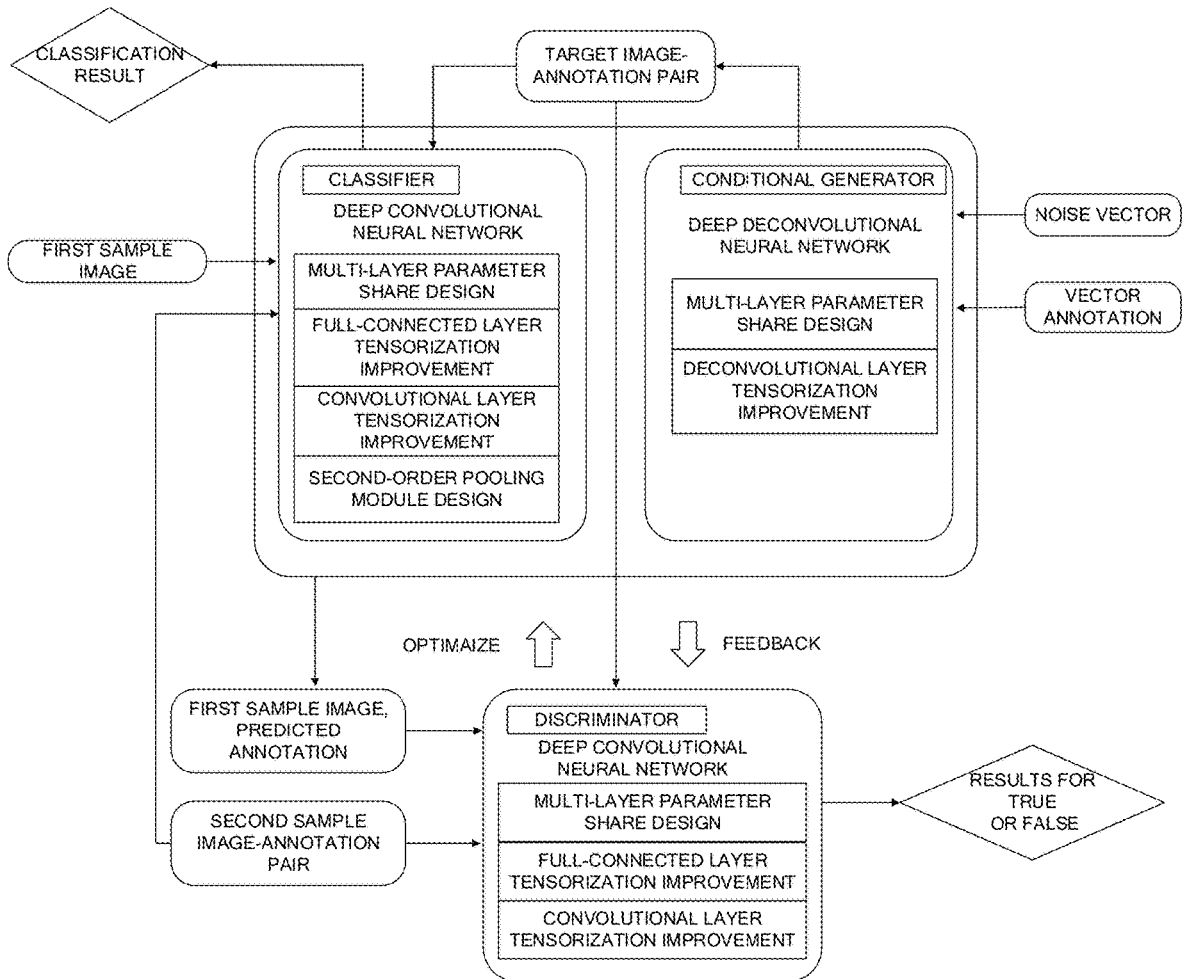 CLASSIFICATION
RESULT
TARGET IMAGE-
ANNOTATION PAIR
CLASSIFIER
DEEP CONVOLUTIONAL
NEURAL NETWORK
MULTI-LAYER PARAMETER
SHARE DESIGN
FULL-CONNECTED LAYER
TENSORIZATION
IMPROVEMENT
CONVOLUTIONAL LAYER
TENSORIZATION
IMPROVEMENT
SECOND-ORDER POOLING
MODULE DESIGN
CONDITIONAL GENERATOR
DEEP DECONVOLUTIONAL
NEURAL NETWORK
MULTI-LAYER PARAMETER
SHARE DESIGN
DECONVOLUTIONAL LAYER
TENSORIZATION
IMPROVEMENT
NOISE VECTOR
VECTOR
ANNOTATION
FIRST SAMPLE
IMAGE
OPTIMAIZE
FEEDBACK
FIRST SAMPLE IMAGE,
PREDICTED
ANNOTATION
SECOND SAMPLE
IMAGE-ANNOTATION
PAIR
DISCRIMINATOR
DEEP CONVOLUTIONAL
NEURAL NETWORK
MULTI-LAYER PARAMETER
SHARE DESIGN
FULL-CONNECTED LAYER
TENSORIZATION IMPROVEMENT
CONVOLUTIONAL LAYER
TENSORIZATION IMPROVEMENT
RESULTS FOR
TRUE
OR FALSE